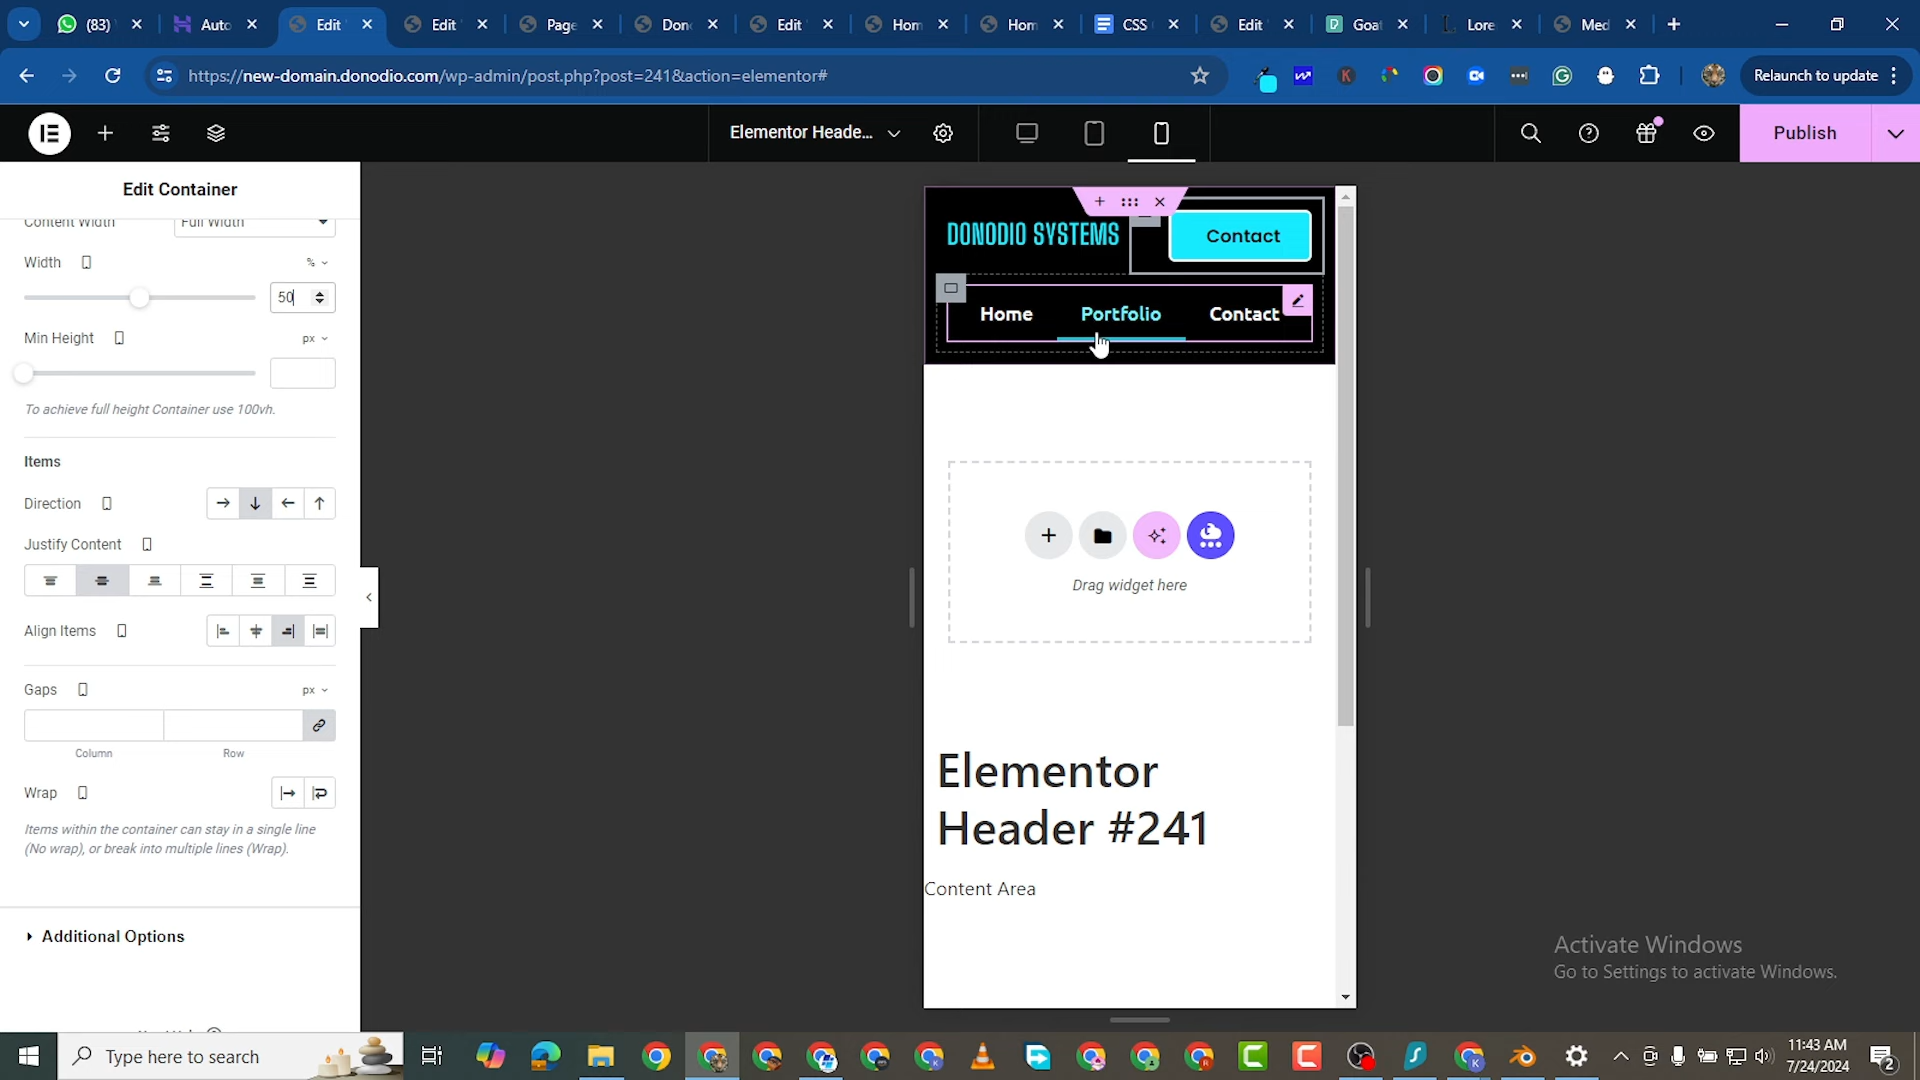 (83)
Auto
Edit
Edit
Page
Don
Edit
Hom
Hom
CSS
Edit
Goa
Lore
Med
https://new-domain.donodio.com/wp-admin/post.php?post=241&action=elementor#
Relaunch to update
Elementor Heade...
Publish
Edit Container
Content Width
Full Width
Width
%
50
Min Height
px
To achieve full height Container use 100vh.
Items
Direction
Justify Content
Align Items
Gaps
px
Column
Row
Wrap
Items within the container can stay in a single line
(No wrap), or break into multiple lines (Wrap).
Additional Options
DONODIO SYSTEMS
Contact
Home
Portfolio
Contact
Drag widget here
Elementor
Header #241
Content Area
Activate Windows
Go to Settings to activate Windows.
Type here to search
11:43 AM
7/24/2024
2